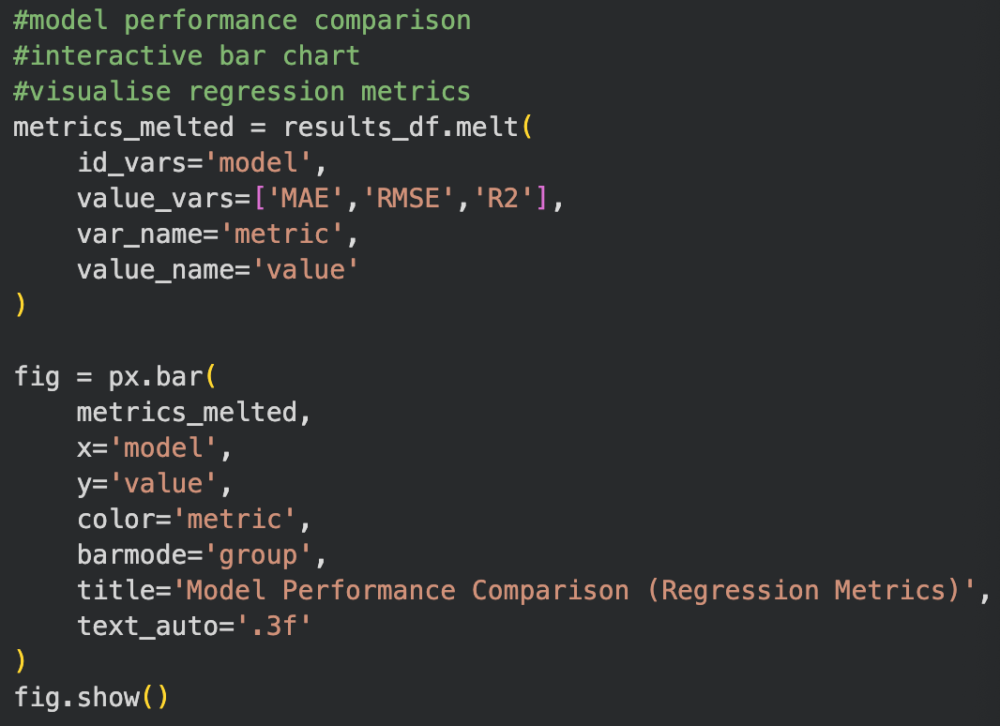 #model performance comparison
#interactive bar chart
#visualise regression metrics
metrics_melted = results_df.melt(
    id_vars='model',
    value_vars=['MAE','RMSE','R2'],
    var_name='metric',
    value_name='value'
)

fig = px.bar(
    metrics_melted,
    x='model',
    y='value',
    color='metric',
    barmode='group',
    title='Model Performance Comparison (Regression Metrics)',
    text_auto='.3f'
)
fig.show()